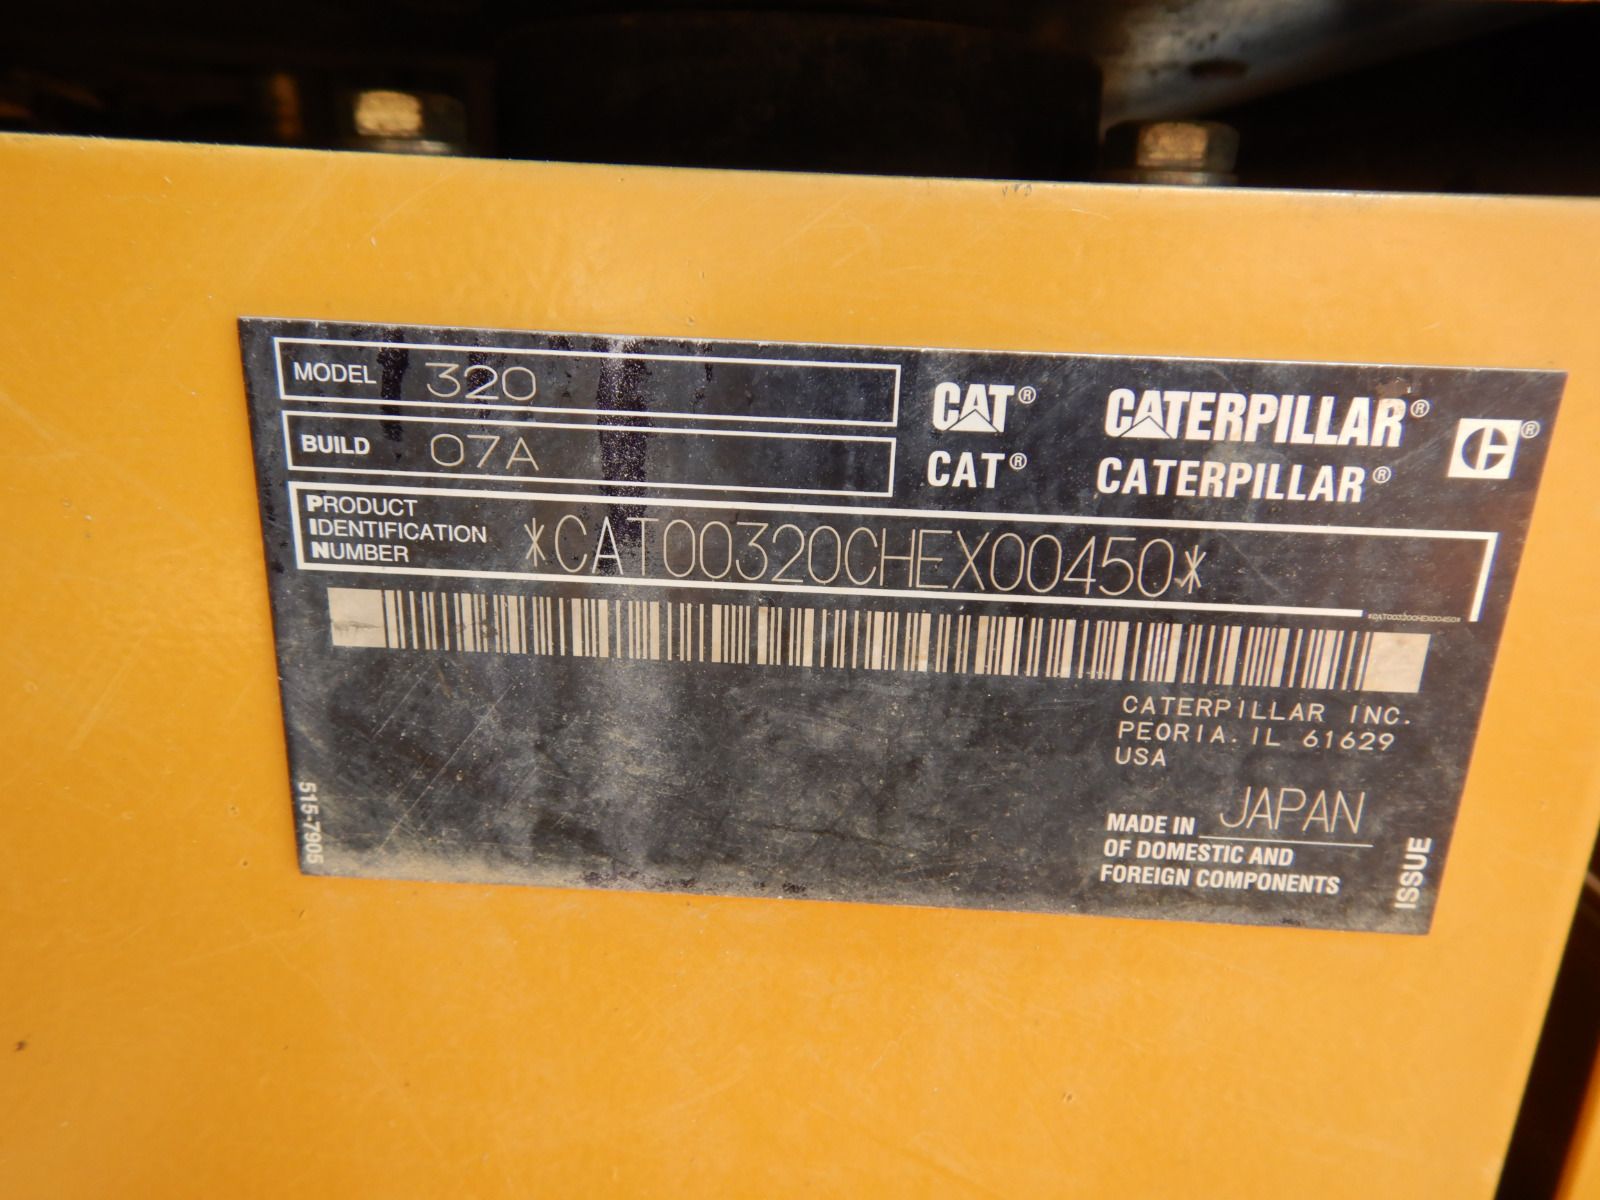 MODEL 320
BUILD 07A
CAT® CATERPILLAR®
CAT® CATERPILLAR®
PRODUCT
IDENTIFICATION
NUMBER
*CAT00320CHEX00450*
*CAT00320CHEX00450*
CATERPILLAR INC.
PEORIA. IL 61629
USA
MADE IN JAPAN
OF DOMESTIC AND
FOREIGN COMPONENTS
515-7905
ISSUE